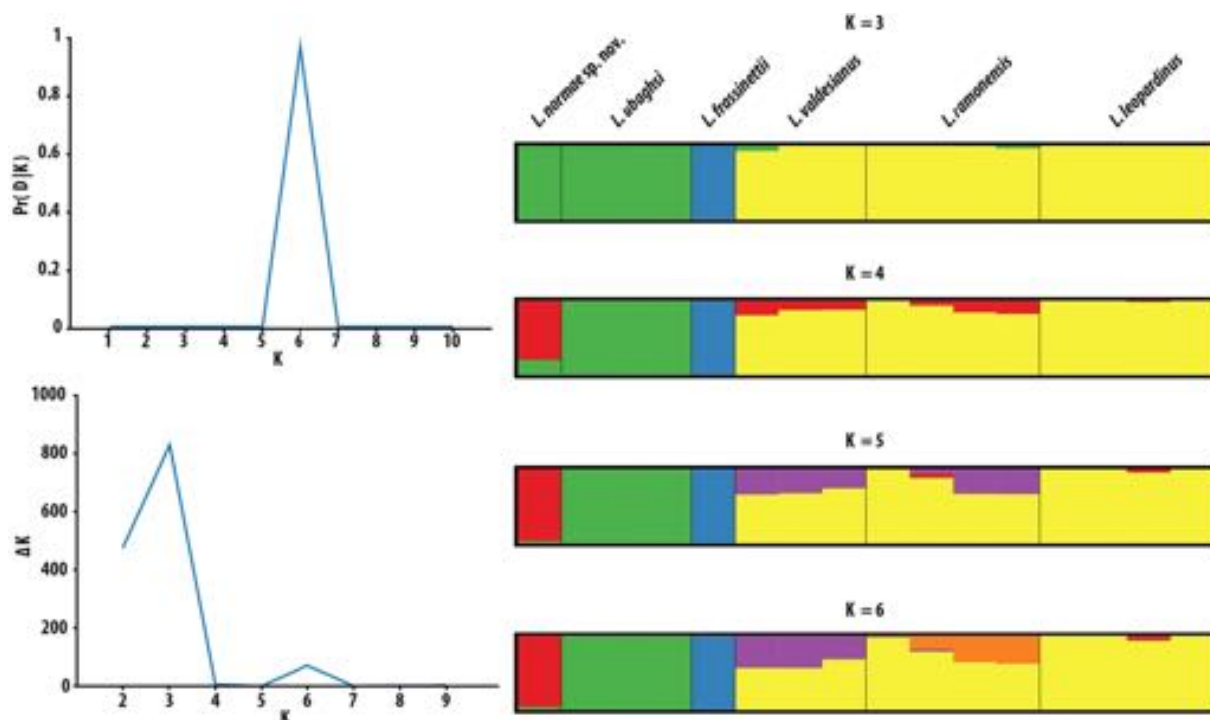 1
0.8
0.6
0.4
0.2
0
Pr( D|K)
1 2 3 4 5 6 7 8 9 10
K
1000
800
600
400
200
0
ΔK
2 3 4 5 6 7 8 9
K
K = 3
L. normae sp. nov.
L. ubaghsi
L. frassinettii
L. valdesianus
L. ramonensis
L. leopardinus
K = 4
K = 5
K = 6